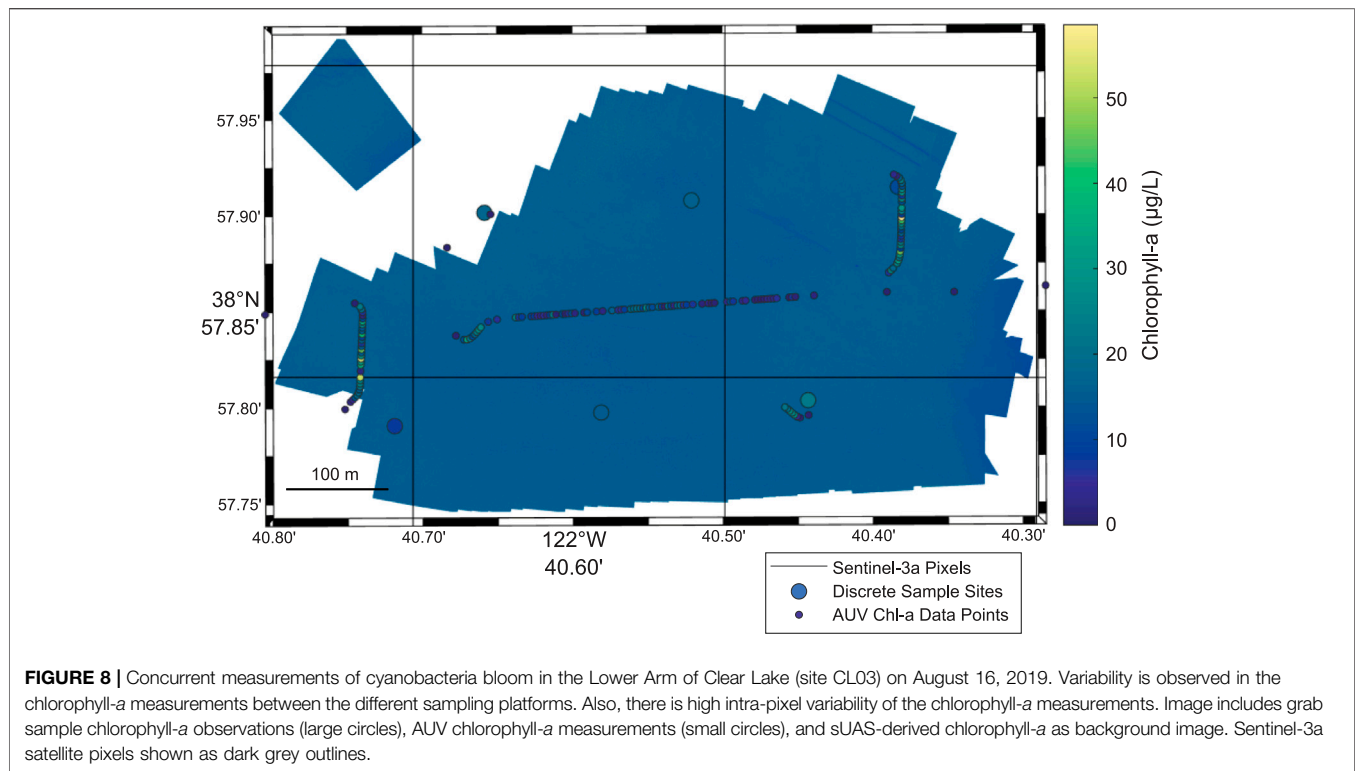 57.95'
57.90'
38°N
57.85'
57.80'
57.75'
100 m
40.80'
40.70'
122°W
40.60'
40.50'
40.40'
40.30'
50
40
30
20
10
0
Chlorophyll-a (µg/L)
Sentinel-3a Pixels
Discrete Sample Sites
AUV Chl-a Data Points
FIGURE 8 | Concurrent measurements of cyanobacteria bloom in the Lower Arm of Clear Lake (site CL03) on August 16, 2019. Variability is observed in the
chlorophyll-a measurements between the different sampling platforms. Also, there is high intra-pixel variability of the chlorophyll-a measurements. Image includes grab
sample chlorophyll-a observations (large circles), AUV chlorophyll-a measurements (small circles), and sUAS-derived chlorophyll-a as background image. Sentinel-3a
satellite pixels shown as dark grey outlines.